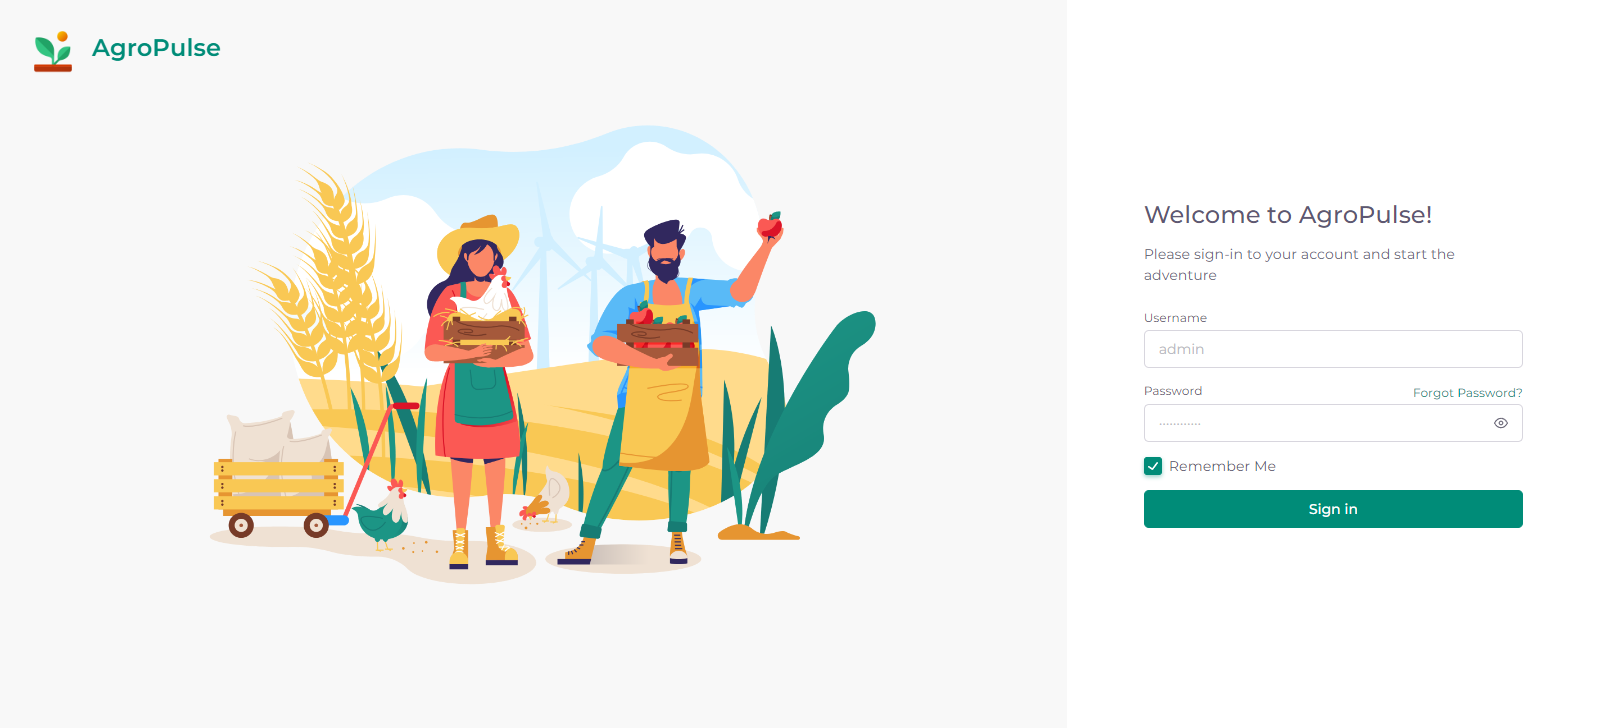 AgroPulse
Welcome to AgroPulse!
Please sign-in to your account and start the
adventure
Username
admin
Password
Forgot Password?
············
Remember Me
Sign in